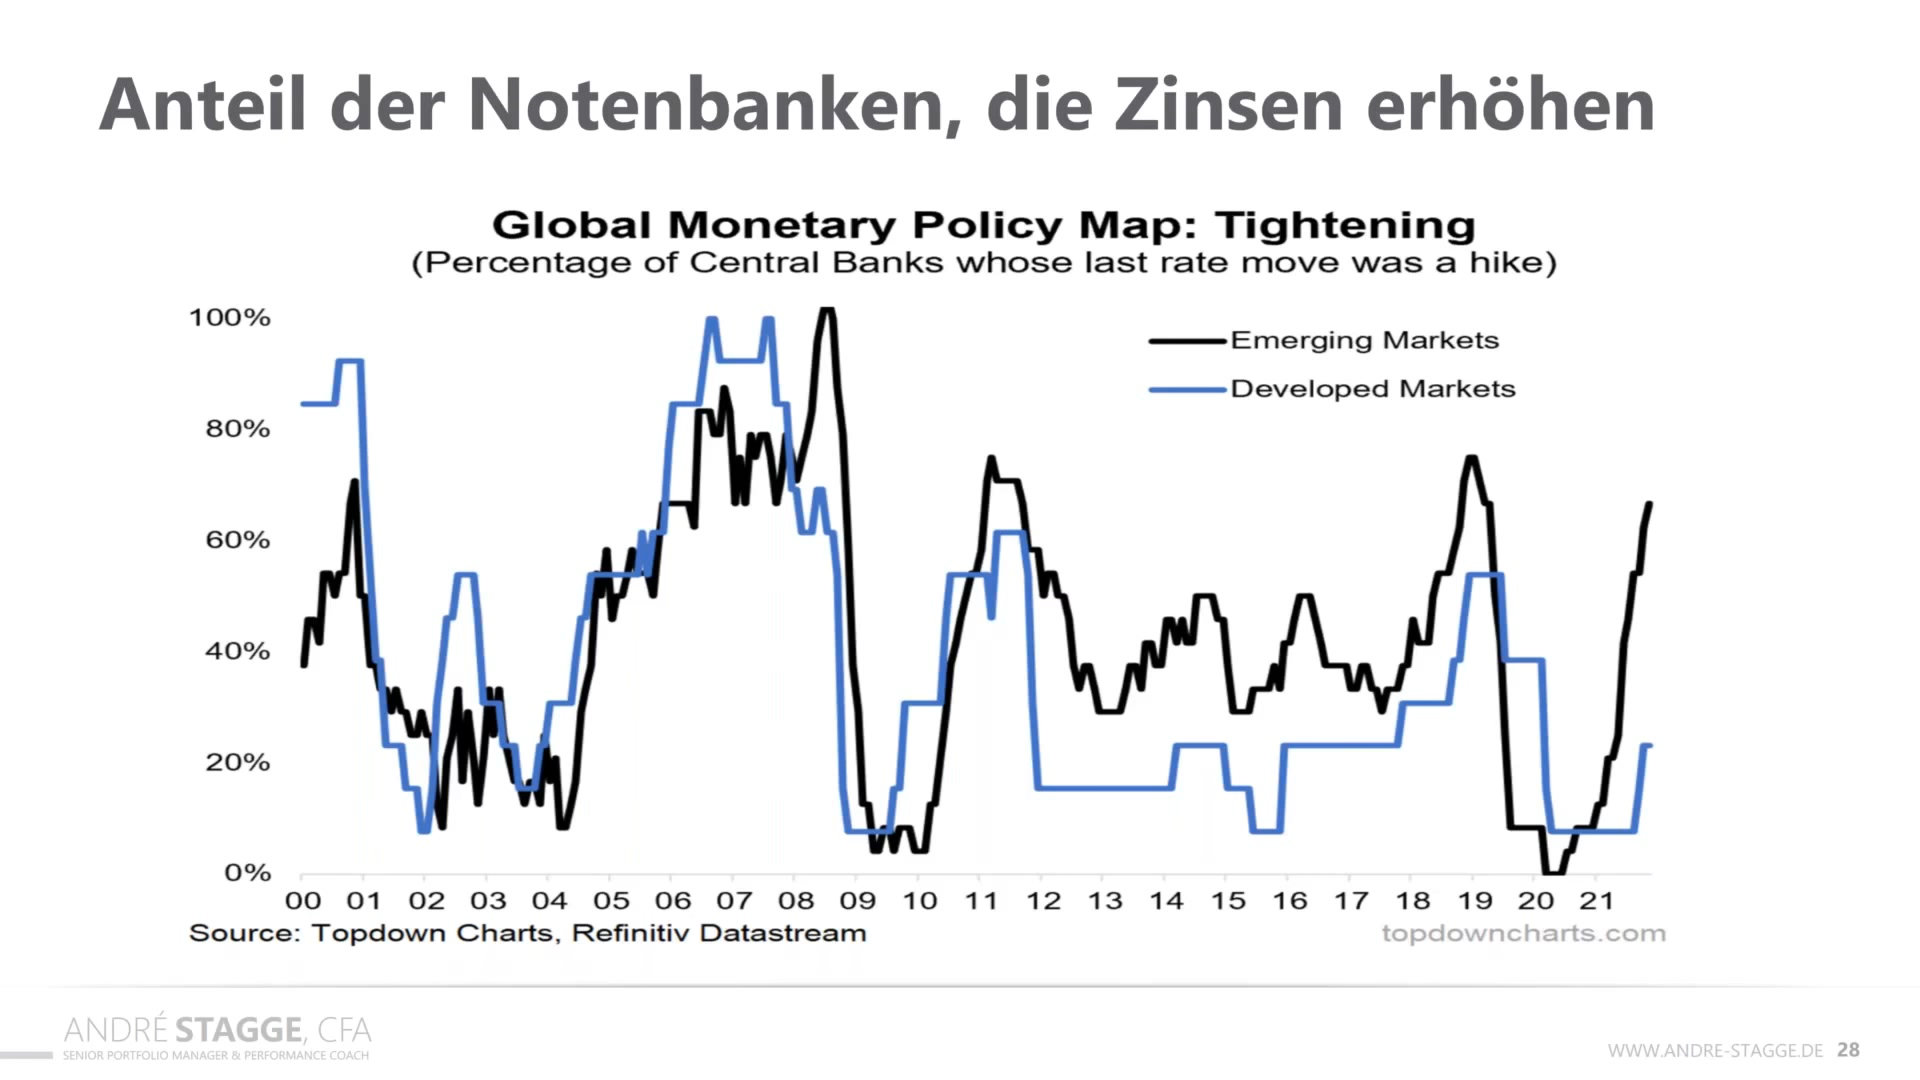 Anteil der Notenbanken, die Zinsen erhöhen
Global Monetary Policy Map: Tightening
(Percentage of Central Banks whose last rate move was a hike)
100%
80%
60%
40%
20%
0%
Emerging Markets
Developed Markets
00 01 02 03 04 05 06 07 08 09 10 11 12 13 14 15 16 17 18 19 20 21
Source: Topdown Charts, Refinitiv Datastream
topdowncharts.com
ANDRÉ STAGGE, CFA
SENIOR PORTFOLIO MANAGER & PERFORMANCE COACH
WWW.ANDRE-STAGGE.DE 28